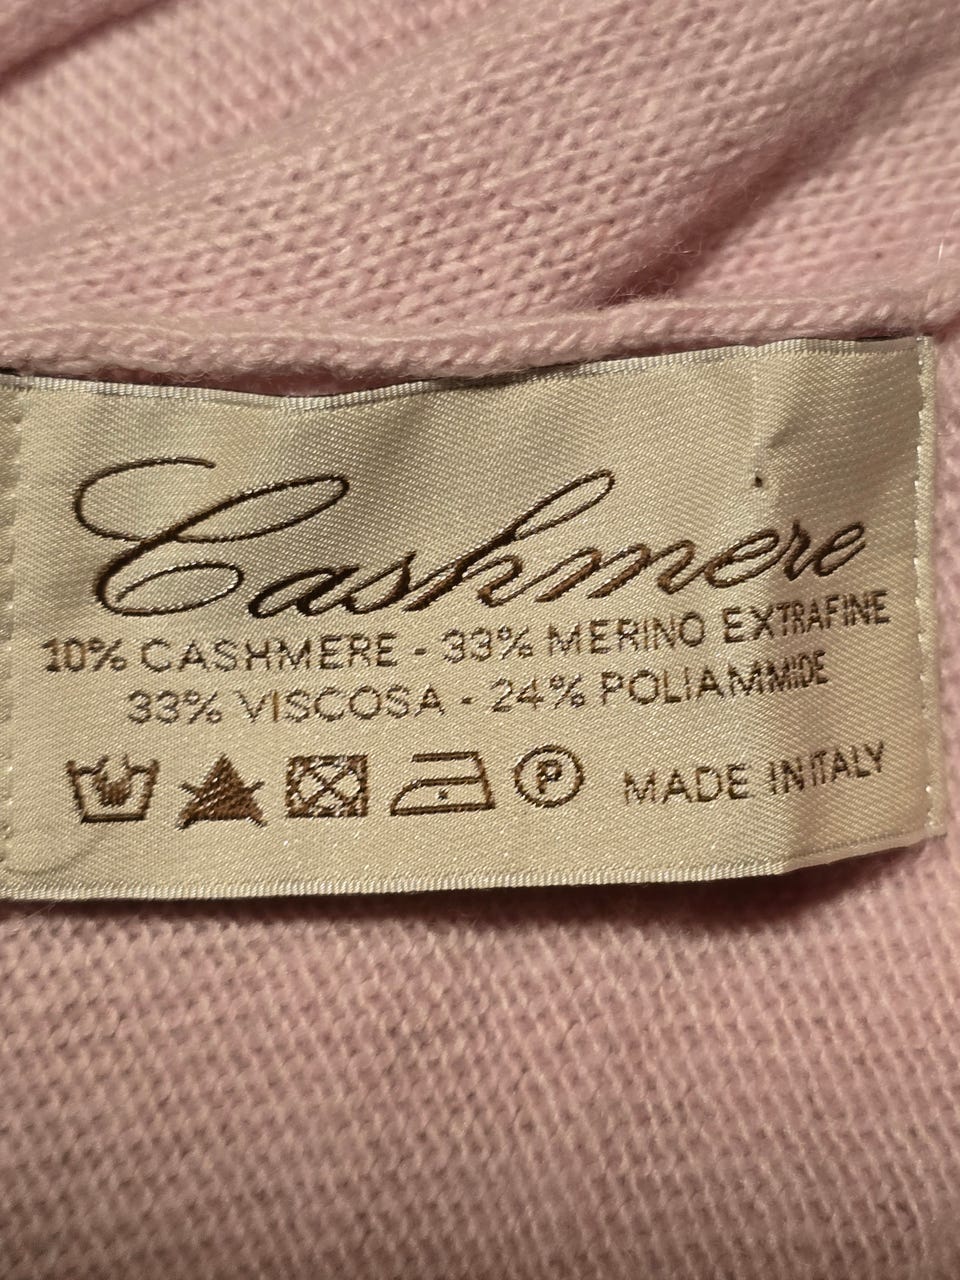 Cashmere
10% CASHMERE - 33% MERINO EXTRAFINE
33% VISCOSA - 24% POLIAMMIDE
P MADE IN ITALY